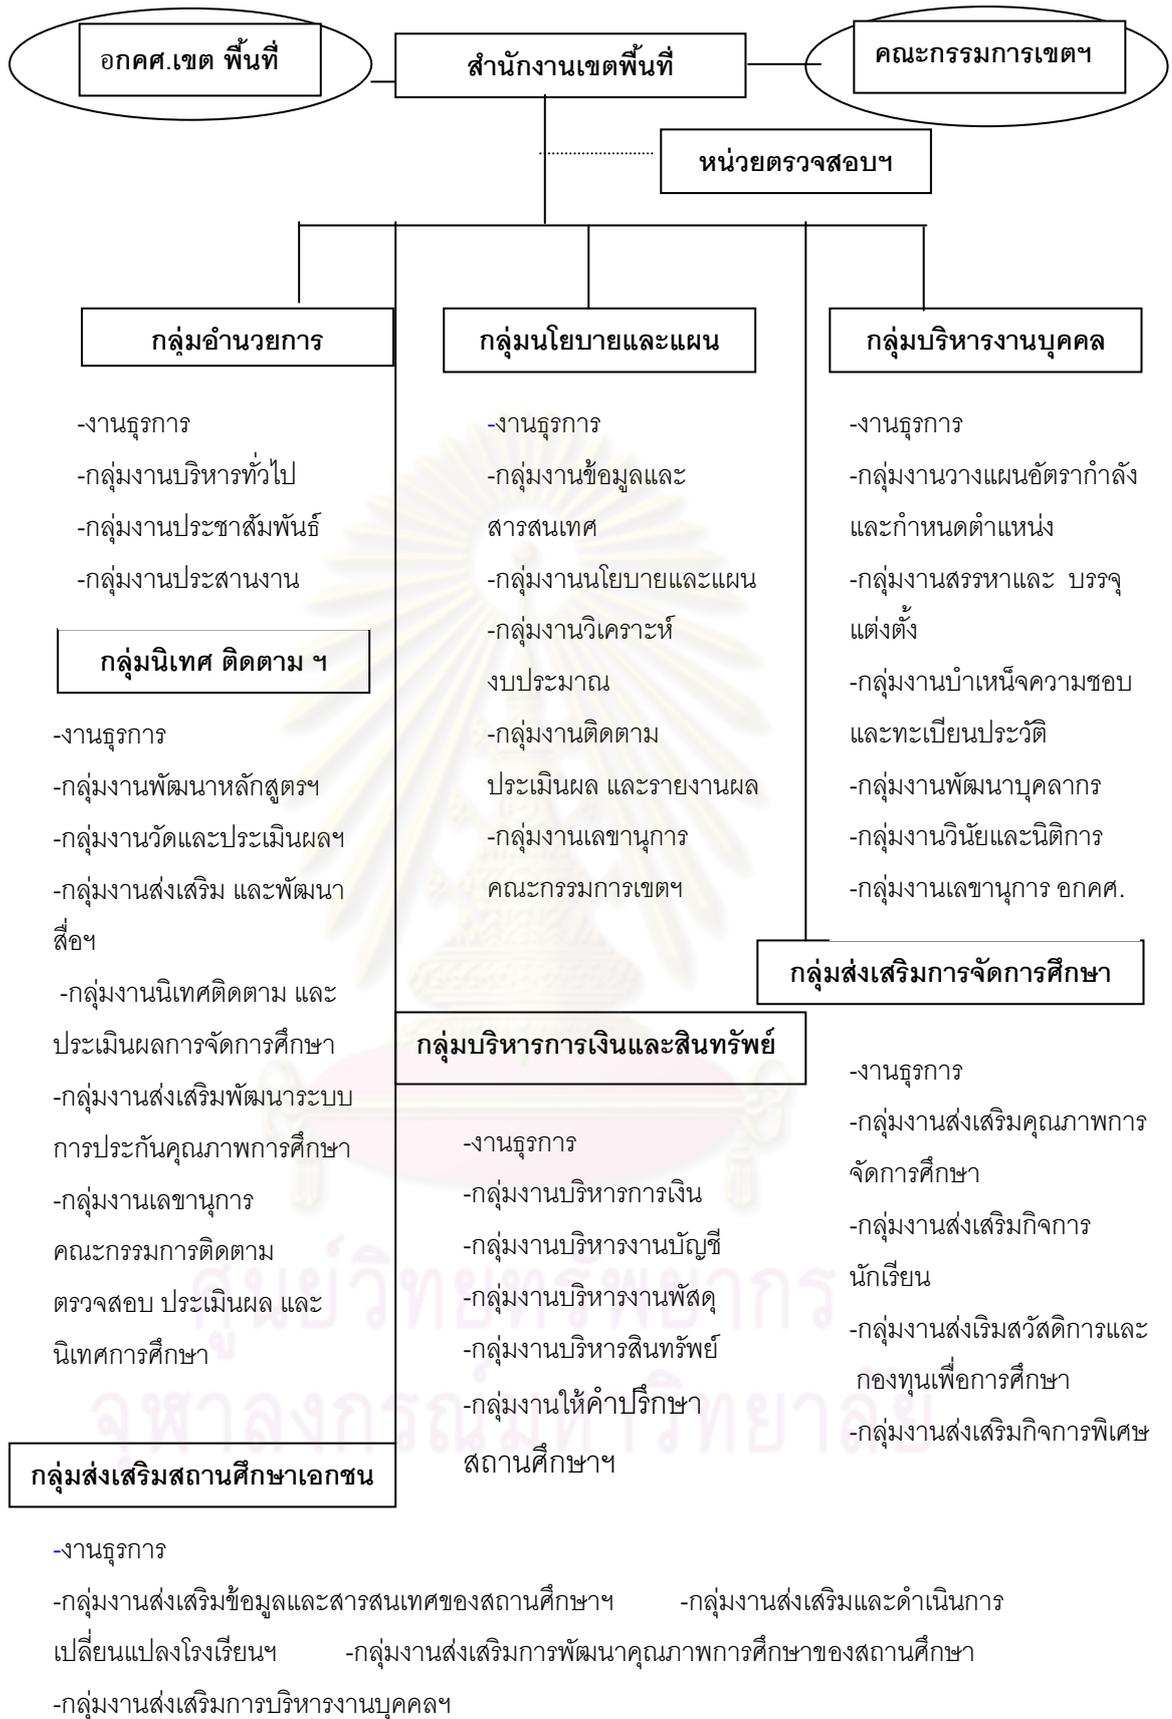 อกคศ.เขต พื้นที่
สำนักงานเขตพื้นที่
คณะกรรมการเขตฯ
หน่วยตรวจสอบฯ
กลุ่มอำนวยการ
-งานธุรการ
-กลุ่มงานบริหารทั่วไป
-กลุ่มงานประชาสัมพันธ์
-กลุ่มงานประสานงาน
กลุ่มนิเทศ ติดตาม ฯ
-งานธุรการ
-กลุ่มงานพัฒนาหลักสูตรฯ
-กลุ่มงานวัดและประเมินผลฯ
-กลุ่มงานส่งเสริม และพัฒนา
สื่อฯ
-กลุ่มงานนิเทศติดตาม และ
ประเมินผลการจัดการศึกษา
-กลุ่มงานส่งเสริมพัฒนาระบบ
การประกันคุณภาพการศึกษา
-กลุ่มงานเลขานุการ
คณะกรรมการติดตาม
ตรวจสอบ ประเมินผล และ
นิเทศการศึกษา
กลุ่มนโยบายและแผน
-งานธุรการ
-กลุ่มงานข้อมูลและ
สารสนเทศ
-กลุ่มงานนโยบายและแผน
-กลุ่มงานวิเคราะห์
งบประมาณ
-กลุ่มงานติดตาม
ประเมินผล และรายงานผล
-กลุ่มงานเลขานุการ
คณะกรรมการเขตฯ
กลุ่มบริหารการเงินและสินทรัพย์
-งานธุรการ
-กลุ่มงานบริหารการเงิน
-กลุ่มงานบริหารงานบัญชี
-กลุ่มงานบริหารงานพัสดุ
-กลุ่มงานบริหารสินทรัพย์
-กลุ่มงานให้คำปรึกษา
สถานศึกษาฯ
กลุ่มบริหารงานบุคคล
-งานธุรการ
-กลุ่มงานวางแผนอัตรากำลัง
และกำหนดตำแหน่ง
-กลุ่มงานสรรหาและ บรรจุ
แต่งตั้ง
-กลุ่มงานบำเหน็จความชอบ
และทะเบียนประวัติ
-กลุ่มงานพัฒนาบุคลากร
-กลุ่มงานวินัยและนิติการ
-กลุ่มงานเลขานุการ อกคศ.
กลุ่มส่งเสริมการจัดการศึกษา
-งานธุรการ
-กลุ่มงานส่งเสริมคุณภาพการ
จัดการศึกษา
-กลุ่มงานส่งเสริมกิจการ
นักเรียน
-กลุ่มงานส่งเริมสวัสดิการและ
กองทุนเพื่อการศึกษา
-กลุ่มงานส่งเสริมกิจการพิเศษ
กลุ่มส่งเสริมสถานศึกษาเอกชน
-งานธุรการ
-กลุ่มงานส่งเสริมข้อมูลและสารสนเทศของสถานศึกษาฯ -กลุ่มงานส่งเสริมและดำเนินการ
เปลี่ยนแปลงโรงเรียนฯ -กลุ่มงานส่งเสริมการพัฒนาคุณภาพการศึกษาของสถานศึกษา
-กลุ่มงานส่งเสริมการบริหารงานบุคคลฯ
ศูนย์วิทยทรัพยากร
จุฬาลงกรณ์มหาวิทยาลัย